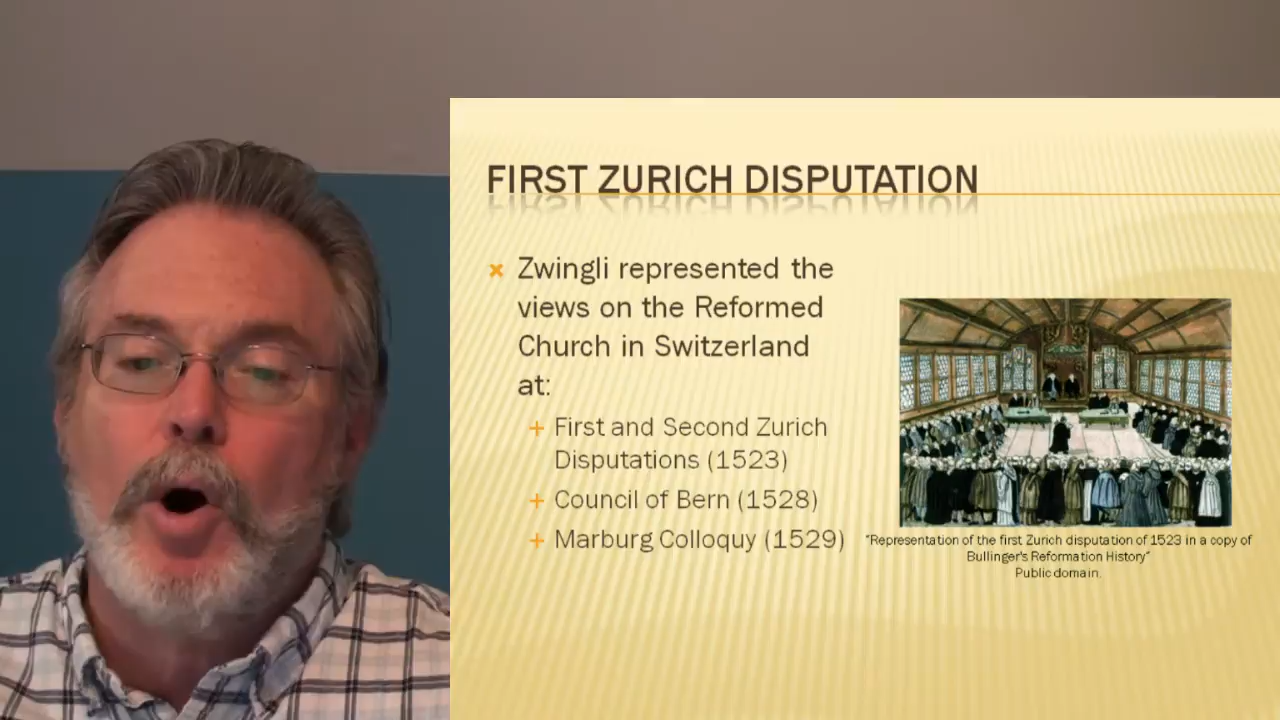 FIRST ZURICH DISPUTATION
Zwingli represented the
views on the Reformed
Church in Switzerland
at:
First and Second Zurich
Disputations (1523)
Council of Bern (1528)
Marburg Colloquy (1529)
"Representation of the first Zurich disputation of 1523 in a copy of
Bullinger's Reformation History"
Public domain.